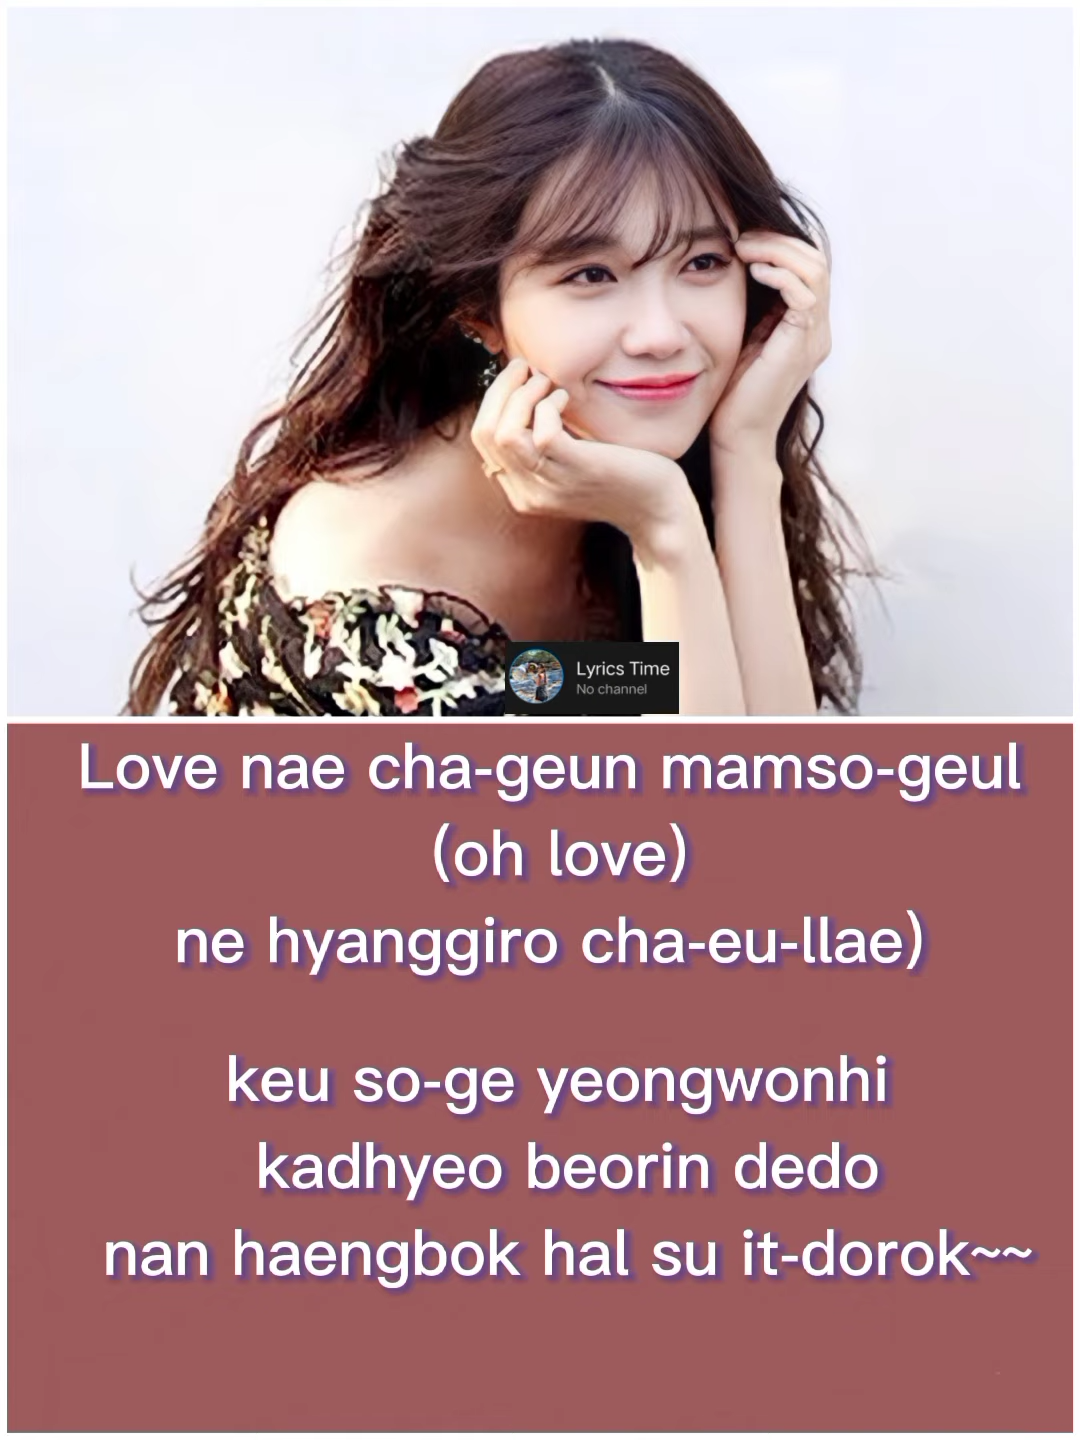 Lyrics Time
No channel
Love nae cha-geun mamso-geul
(oh love)
ne hyanggiro cha-eu-llae)
keu so-ge yeongwonhi
kadhyeo beorin dedo
nan haengbok hal su it-dorok~~